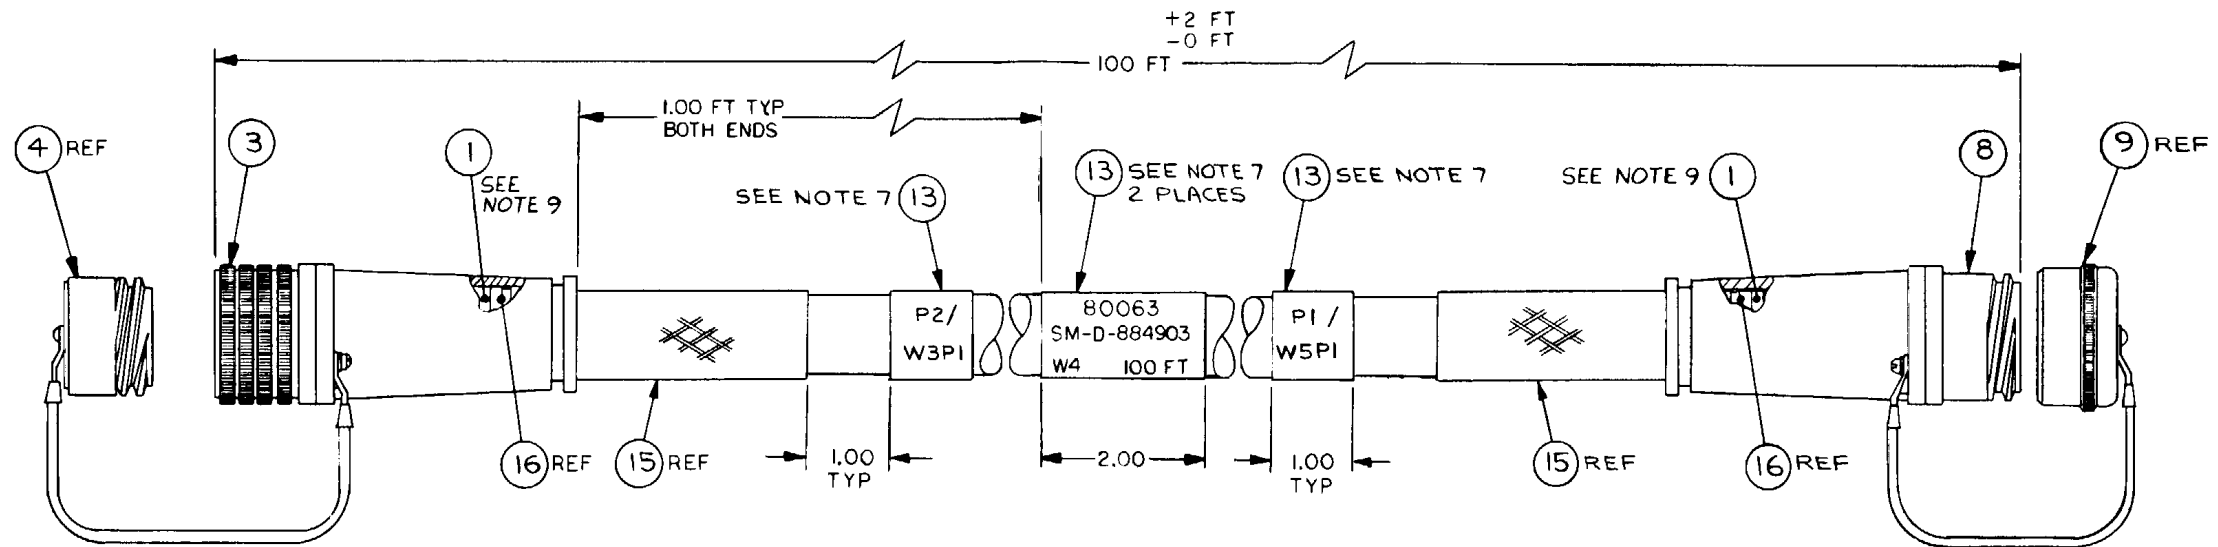 +2 FT
-0 FT
100 FT
1.00 FT TYP
BOTH ENDS
4 REF
3
1
SEE
NOTE 9
SEE NOTE 7 13
13 SEE NOTE 7
2 PLACES
13 SEE NOTE 7
SEE NOTE 9 1
8
9 REF
P2/
W3P1
80063
SM-D-884903
W4 100 FT
P1 /
W5P1
16 REF
15 REF
1.00
TYP
2.00
1.00
TYP
15 REF
16 REF